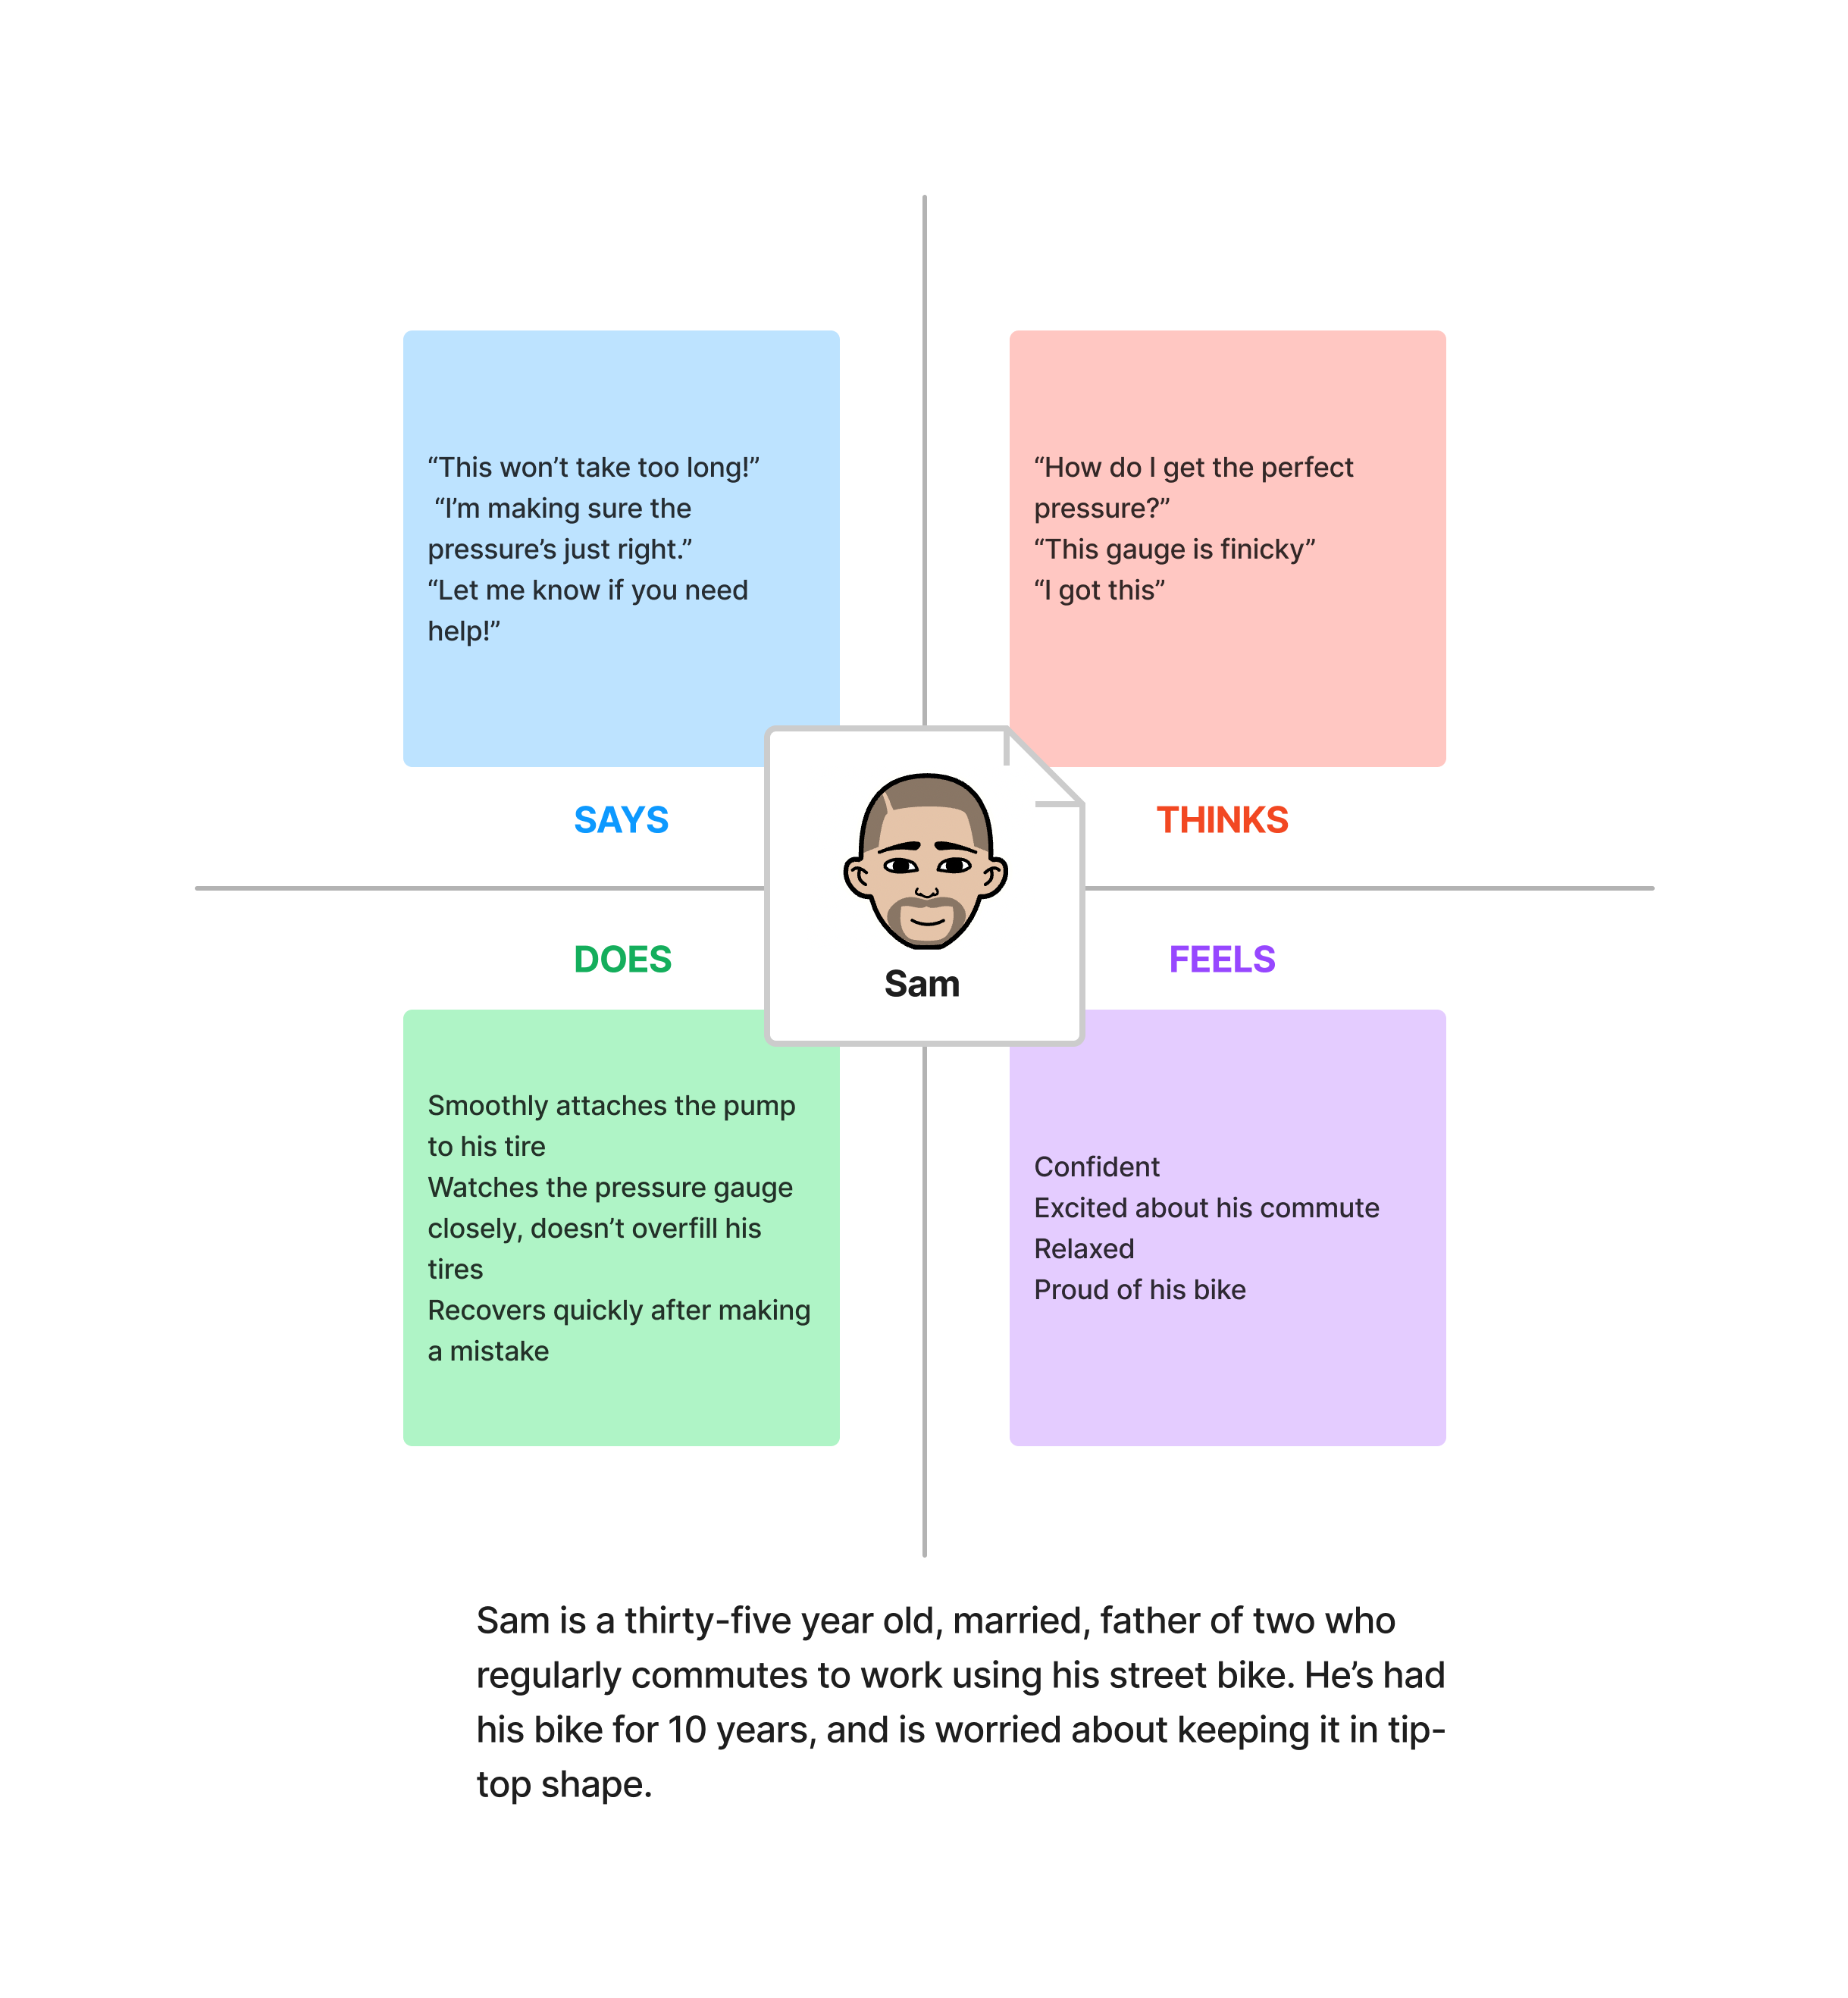 “This won’t take too long!”
“I’m making sure the
pressure’s just right.”
“Let me know if you need
help!”
“How do I get the perfect
pressure?”
“This gauge is finicky”
“I got this”
SAYS
THINKS
Sam
DOES
FEELS
Smoothly attaches the pump
to his tire
Watches the pressure gauge
closely, doesn’t overfill his
tires
Recovers quickly after making
a mistake
Confident
Excited about his commute
Relaxed
Proud of his bike
Sam is a thirty-five year old, married, father of two who
regularly commutes to work using his street bike. He’s had
his bike for 10 years, and is worried about keeping it in tip-
top shape.